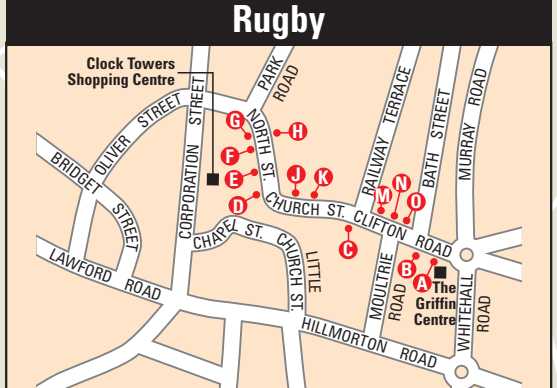 Rugby
Clock Towers
Shopping Centre
PARK
ROAD
OLIVER STREET
CORPORATION STREET
NORTH ST.
RAILWAY TERRACE
BATH STREET
MURRAY ROAD
G
H
F
E
D
J
K
M
N
O
BRIDGET STREET
CHURCH ST.
CLIFTON ROAD
C
CHAPEL ST.
LITTLE
CHURCH ST.
B
A
The
Griffin
Centre
MOULTRIE
ROAD
WHITEHALL
ROAD
LAWFORD ROAD
HILLMORTON ROAD